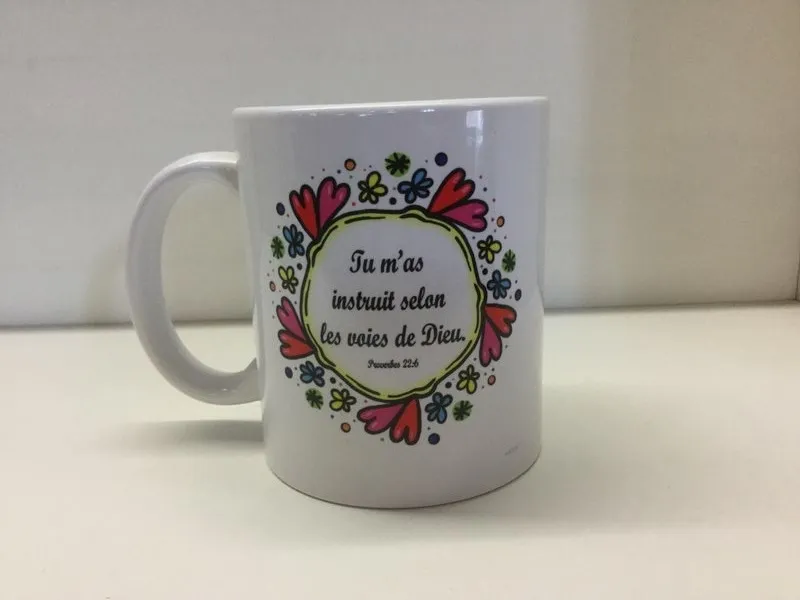 Tu m'as
instruit selon
les voies de Dieu.
Proverbes 22:6